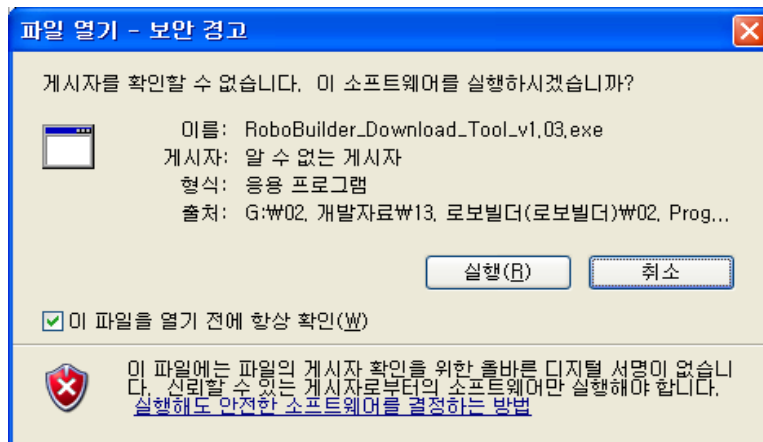 파일 열기 - 보안 경고
게시자를 확인할 수 없습니다. 이 소프트웨어를 실행하시겠습니까?
이름: RoboBuilder_Download_Tool_v1.03.exe
게시자: 알 수 없는 게시자
형식: 응용 프로그램
출처: G:₩02. 개발자료₩13. 로보빌더(로보빌더)₩02. Prog...
실행(R) 취소
이 파일을 열기 전에 항상 확인(W)
이 파일에는 파일의 게시자 확인을 위한 올바른 디지털 서명이 없습니
다. 신뢰할 수 있는 게시자로부터의 소프트웨어만 실행해야 합니다.
실행해도 안전한 소프트웨어를 결정하는 방법